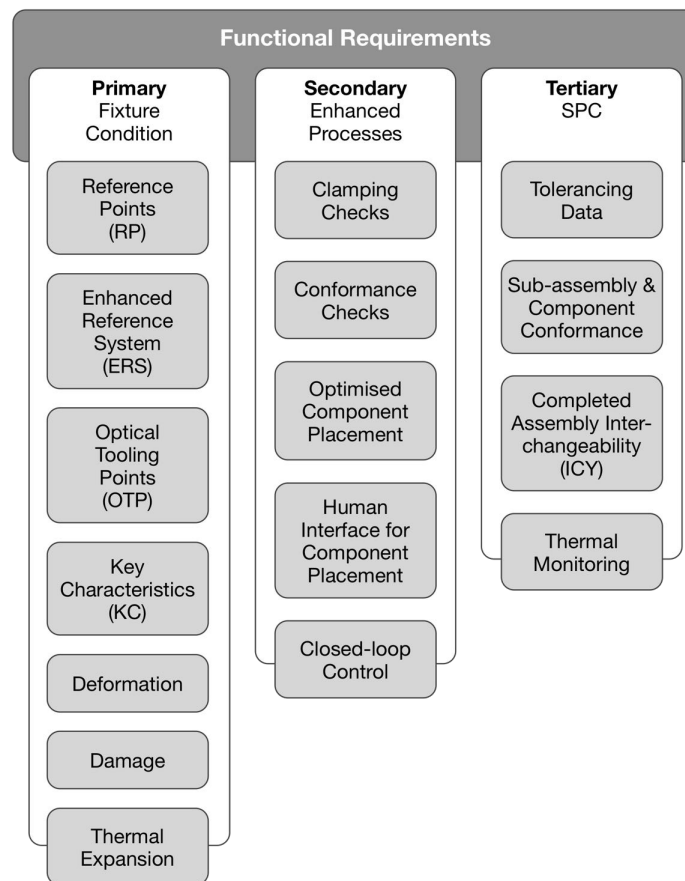 Functional Requirements
Primary
Fixture
Condition
Reference
Points
(RP)
Enhanced
Reference
System
(ERS)
Optical
Tooling
Points
(OTP)
Key
Characteristics
(KC)
Deformation
Damage
Thermal
Expansion
Secondary
Enhanced
Processes
Clamping
Checks
Conformance
Checks
Optimised
Component
Placement
Human
Interface for
Component
Placement
Closed-loop
Control
Tertiary
SPC
Tolerancing
Data
Sub-assembly &
Component
Conformance
Completed
Assembly Inter-
changeability
(ICY)
Thermal
Monitoring